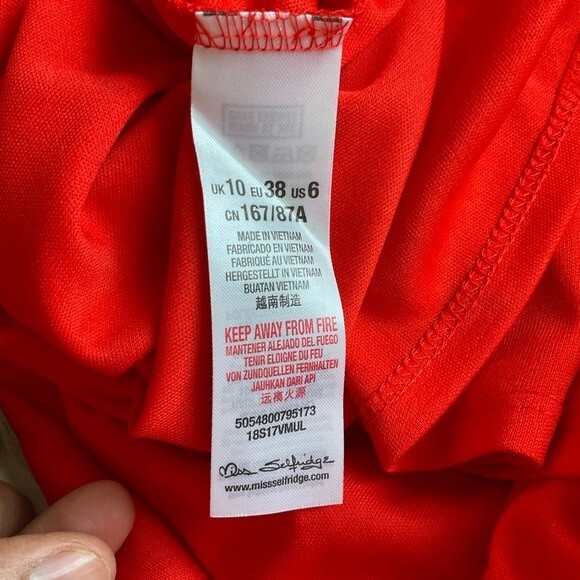 UK 10 EU 38 US 6
CN 167/87A
MADE IN VIETNAM
FABRICADO EN VIETNAM
FABRIQUÉ AU VIETNAM
HERGESTELLT IN VIETNAM
BUATAN VIETNAM
越南制造
KEEP AWAY FROM FIRE
MANTENER ALEJADO DEL FUEGO
TENIR ELOIGNE DU FEU
VON ZUNDQUELLEN FERNHALTEN
JAUHKAN DARI API
远离火源
5054800795173
18S17VMUL
Miss Selfridge
www.missselfridge.com